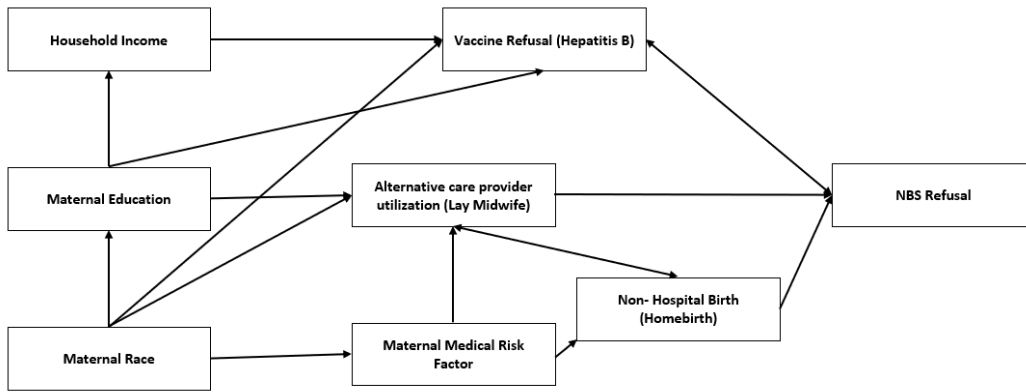 Household Income
Vaccine Refusal (Hepatitis B)
Maternal Education
Alternative care provider
utilization (Lay Midwife)
NBS Refusal
Non- Hospital Birth
(Homebirth)
Maternal Race
Maternal Medical Risk
Factor